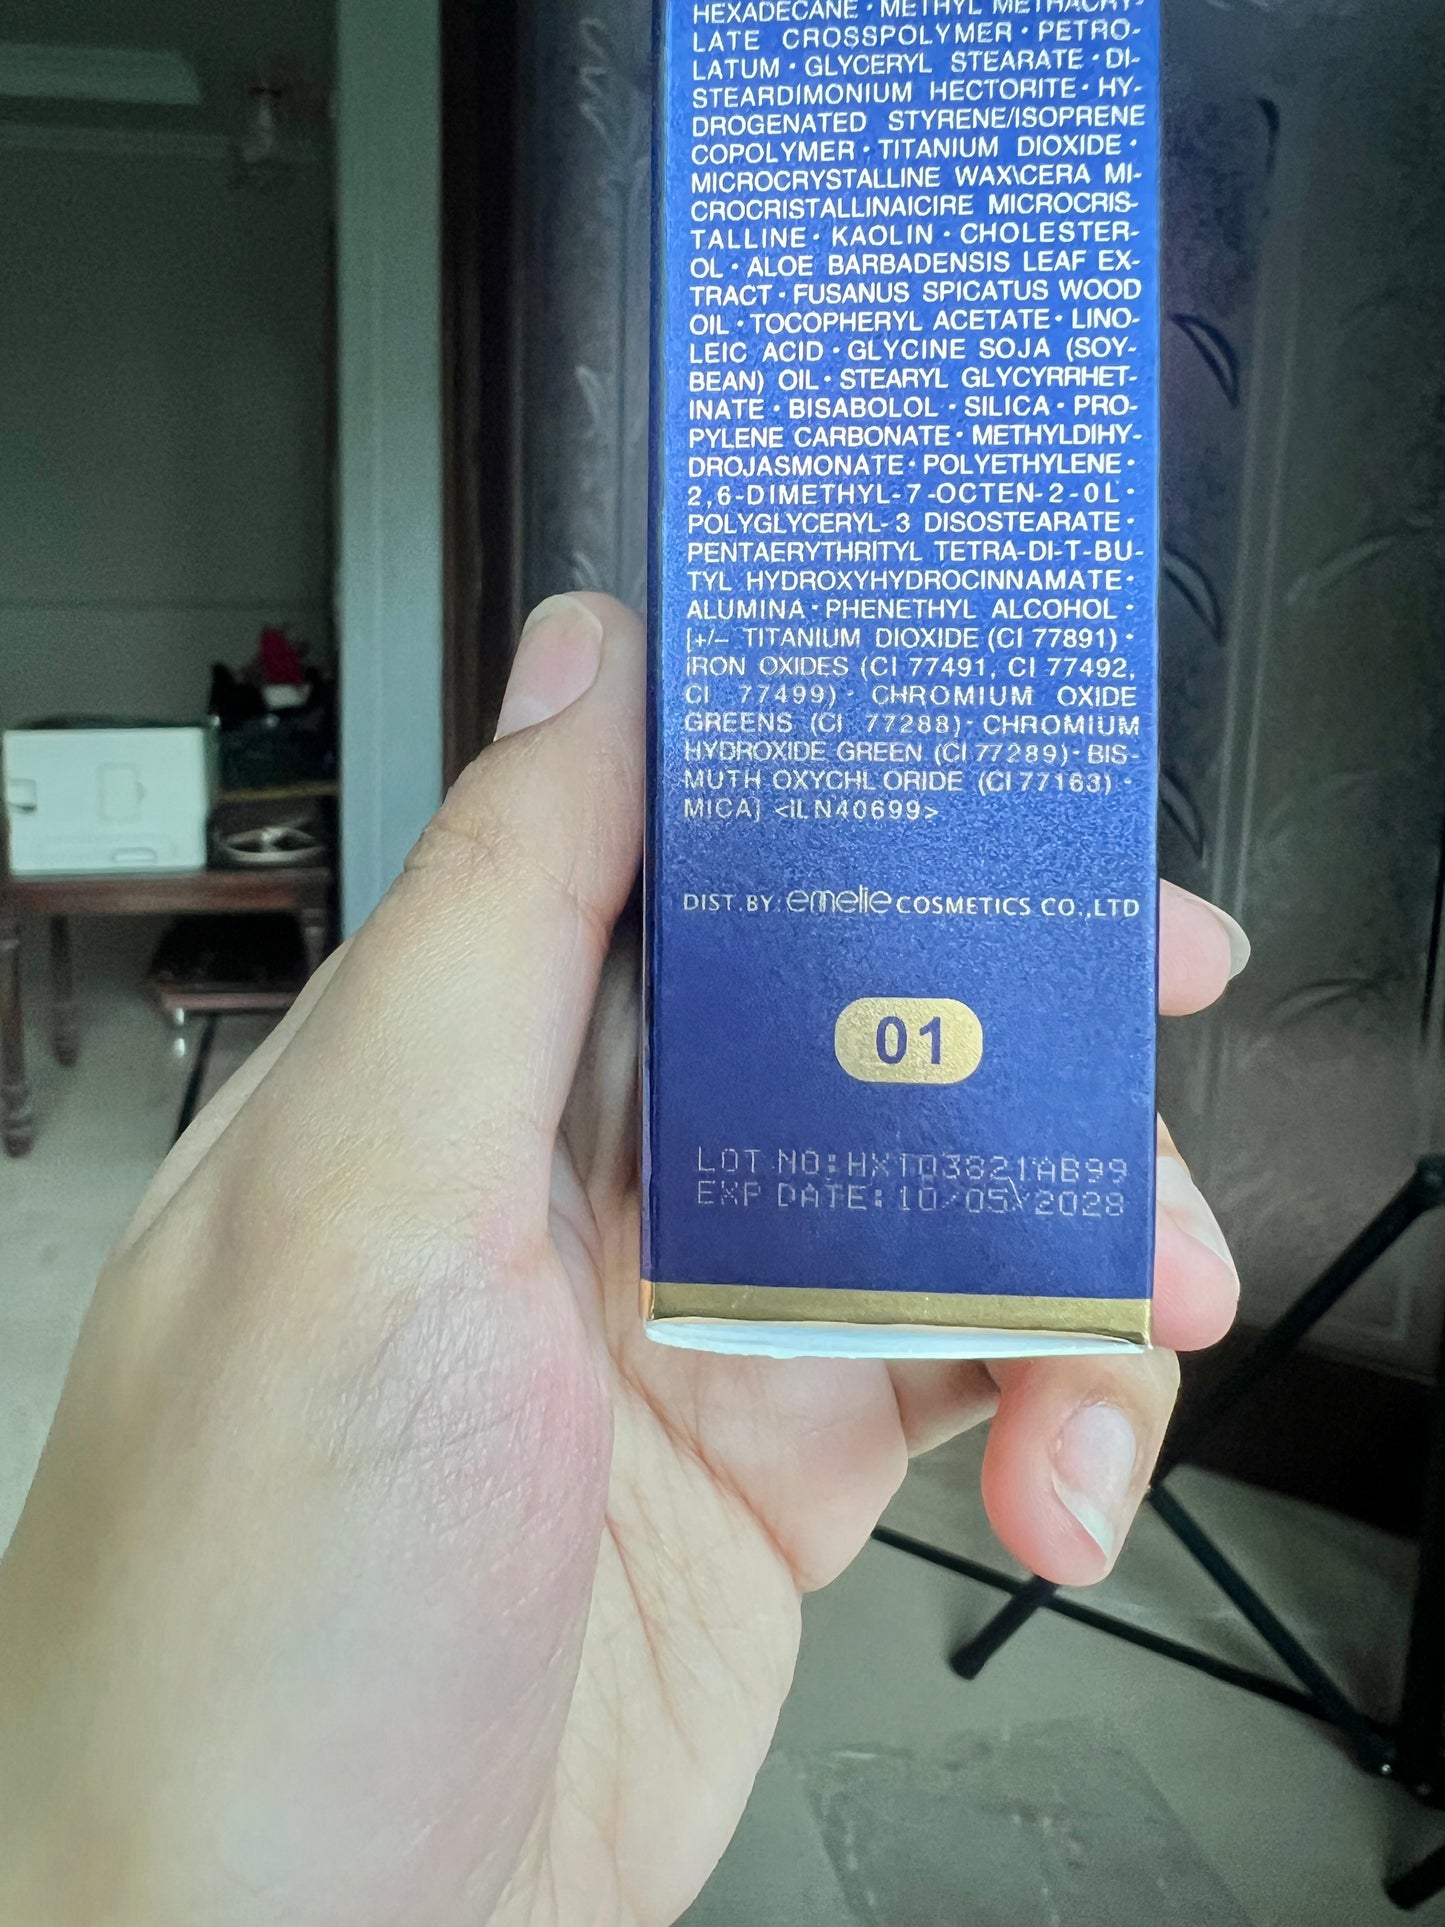 HEXADECANE • METHYL METHACRY-
LATE CROSSPOLYMER • PETRO-
LATUM • GLYCERYL STEARATE • DI-
STEARDIMONIUM HECTORITE • HY-
DROGENATED STYRENE/ISOPRENE
COPOLYMER • TITANIUM DIOXIDE •
MICROCRYSTALLINE WAX\CERA MI-
CROCRISTALLINAICIRE MICROCRIS-
TALLINE • KAOLIN • CHOLESTER-
OL • ALOE BARBADENSIS LEAF EX-
TRACT • FUSANUS SPICATUS WOOD
OIL • TOCOPHERYL ACETATE • LINO-
LEIC ACID • GLYCINE SOJA (SOY-
BEAN) OIL • STEARYL GLYCYRRHET-
INATE • BISABOLOL • SILICA • PRO-
PYLENE CARBONATE • METHYLDIHY-
DROJASMONATE • POLYETHYLENE •
2,6-DIMETHYL-7-OCTEN-2-0L •
POLYGLYCERYL-3 DISOSTEARATE •
PENTAERYTHRITYL TETRA-DI-T-BU-
TYL HYDROXYHYDROCINNAMATE •
ALUMINA • PHENETHYL ALCOHOL •
[+/– TITANIUM DIOXIDE (CI 77891) •
iRON OXIDES (CI 77491, CI 77492,
CI 77499) • CHROMIUM OXIDE
GREENS (CI 77288) • CHROMIUM
HYDROXIDE GREEN (CI 77289) • BIS-
MUTH OXYCHLORIDE (CI 77163) •
MICA] <ILN40699>
DIST. BY: emelie COSMETICS CO.,LTD
01
LOT NO:HXT03821AB99
EXP DATE: 10/05/2028